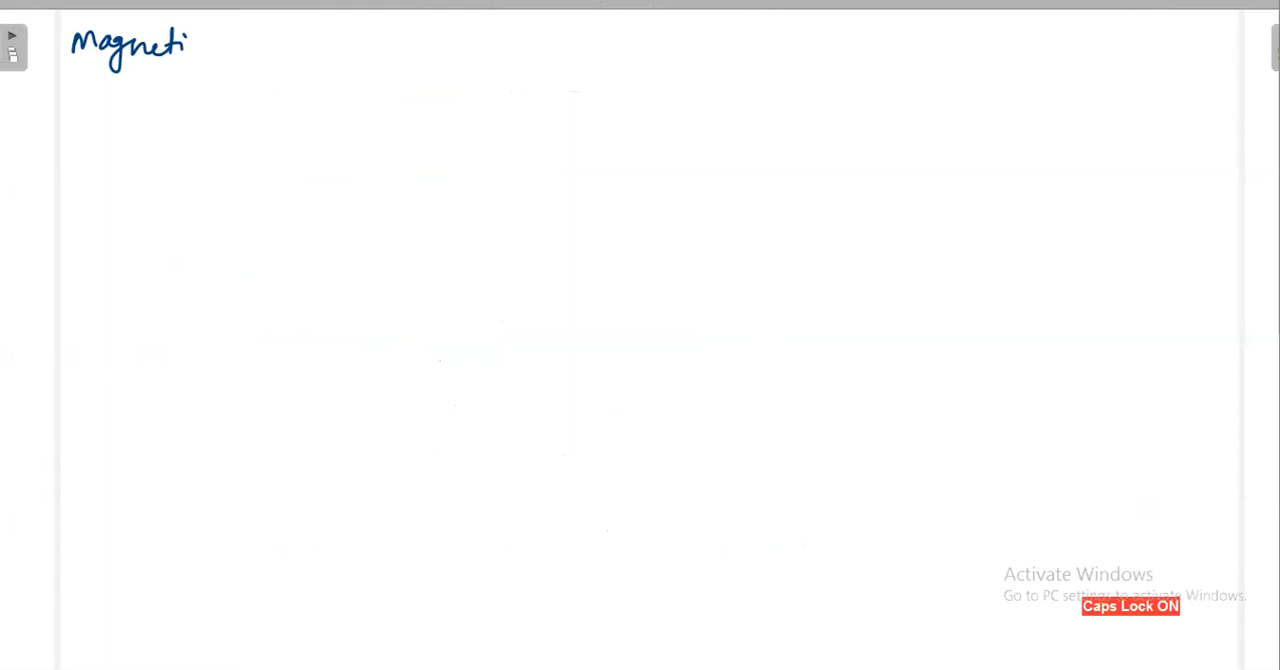 Magneti
Activate Windows
Go to PC settings to activate Windows.
Caps Lock ON